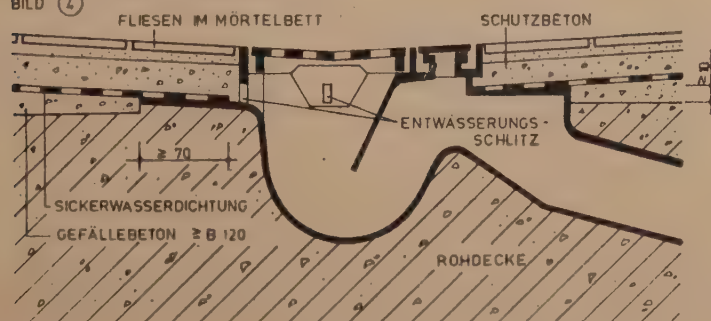 BILD 4
FLIESEN IM MÖRTELBETT
SCHUTZBETON
ENTWÄSSERUNGS-
SCHLITZ
≥ 70
SICKERWASSERDICHTUNG
GEFÄLLEBETON ≥ B 120
ROHDECKE